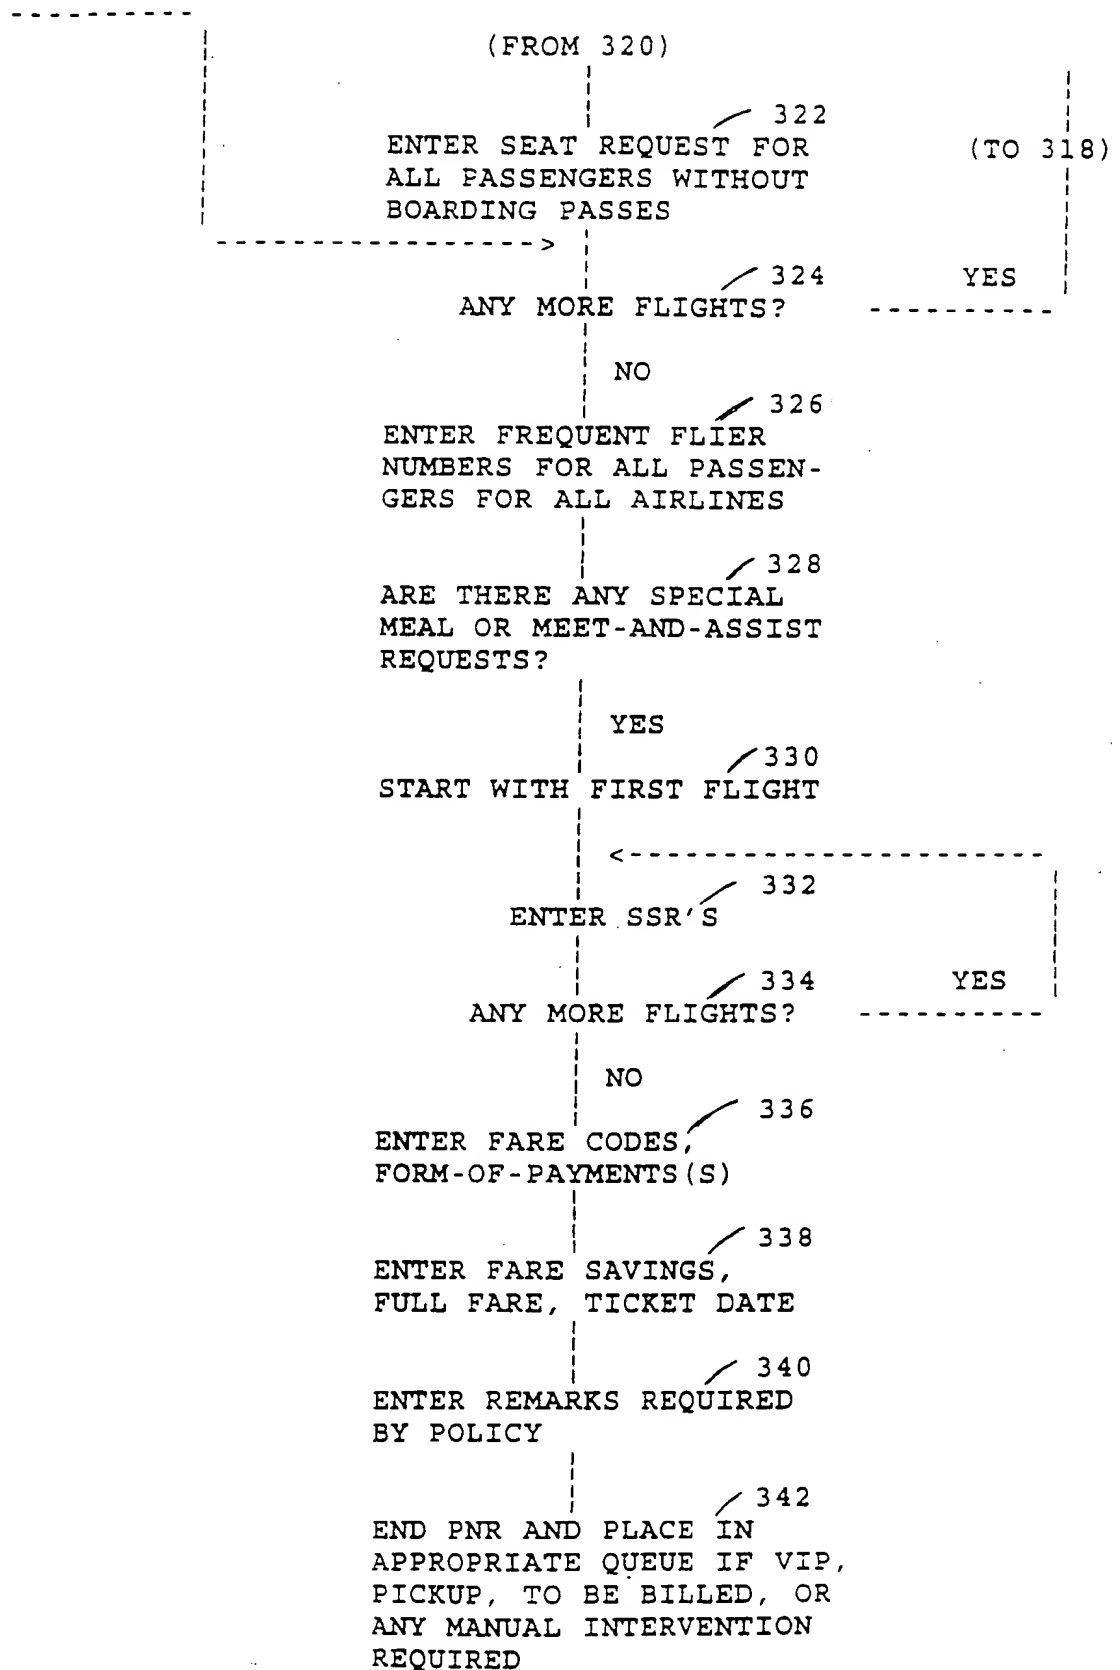 (FROM 320)
322
ENTER SEAT REQUEST FOR
(TO 318)
ALL PASSENGERS WITHOUT
BOARDING PASSES
324
YES
ANY MORE FLIGHTS?
NO
326
ENTER FREQUENT FLIER
NUMBERS FOR ALL PASSEN-
GERS FOR ALL AIRLINES
328
ARE THERE ANY SPECIAL
MEAL OR MEET-AND-ASSIST
REQUESTS?
YES
330
START WITH FIRST FLIGHT
332
ENTER SSR'S
334
YES
ANY MORE FLIGHTS?
NO
336
ENTER FARE CODES,
FORM-OF-PAYMENTS(S)
338
ENTER FARE SAVINGS,
FULL FARE, TICKET DATE
340
ENTER REMARKS REQUIRED
BY POLICY
342
END PNR AND PLACE IN
APPROPRIATE QUEUE IF VIP,
PICKUP, TO BE BILLED, OR
ANY MANUAL INTERVENTION
REQUIRED